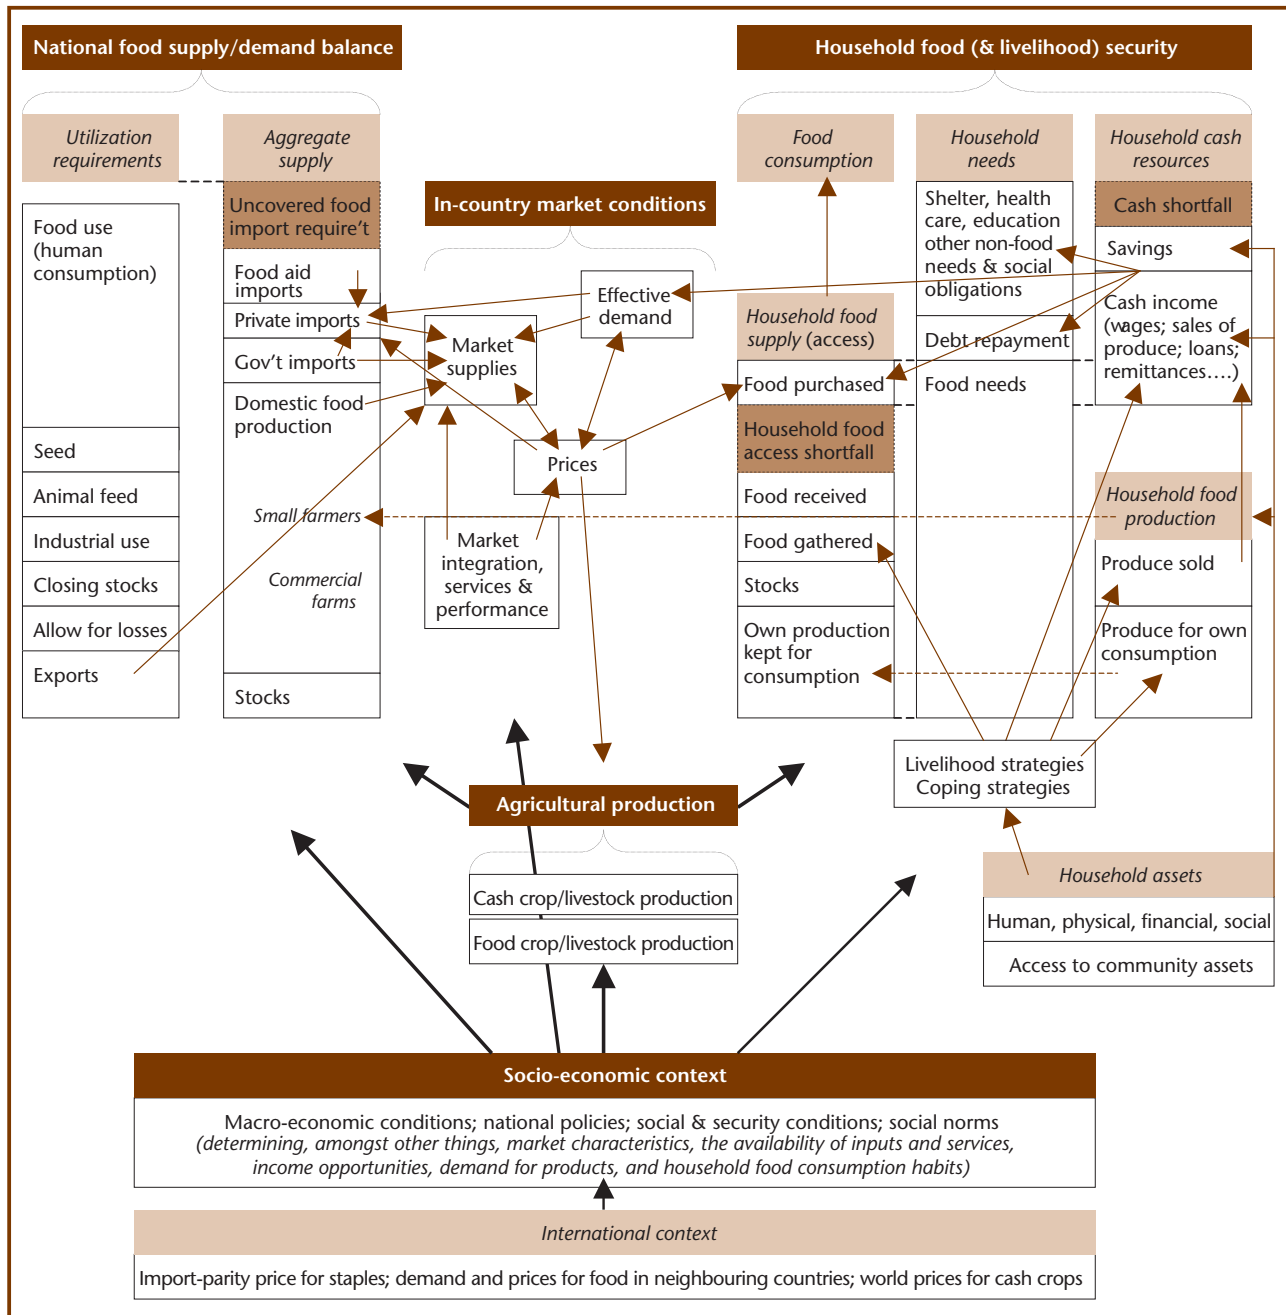 National food supply/demand balance
Utilization
requirements
Food use
(human
consumption)
Seed
Animal feed
Industrial use
Closing stocks
Allow for losses
Exports
Aggregate
supply
Uncovered food
import require't
Food aid
imports
Private imports
Gov't imports
Domestic food
production
Small farmers
Commercial
farms
Stocks
In-country market conditions
Effective
demand
Market
supplies
Prices
Market
integration,
services &
performance
Household food (& livelihood) security
Food
consumption
Household food
supply (access)
Food purchased
Household food
access shortfall
Food received
Food gathered
Stocks
Own production
kept for
consumption
Household
needs
Shelter, health
care, education
other non-food
needs & social
obligations
Debt repayment
Food needs
Household cash
resources
Cash shortfall
Savings
Cash income
(wages; sales of
produce; loans;
remittances....)
Household food
production
Produce sold
Produce for own
consumption
Livelihood strategies
Coping strategies
Household assets
Human, physical, financial, social
Access to community assets
Agricultural production
Cash crop/livestock production
Food crop/livestock production
Socio-economic context
Macro-economic conditions; national policies; social & security conditions; social norms
(determining, amongst other things, market characteristics, the availability of inputs and services,
income opportunities, demand for products, and household food consumption habits)
International context
Import-parity price for staples; demand and prices for food in neighbouring countries; world prices for cash crops